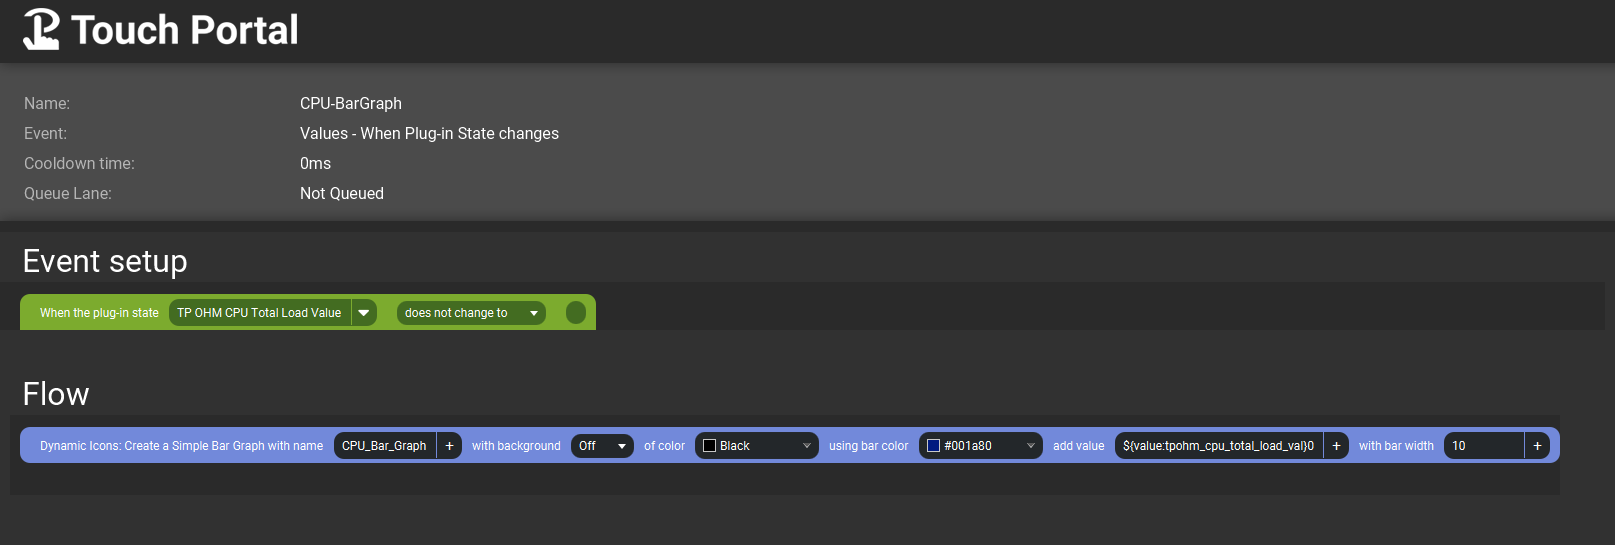 Touch Portal
Name: CPU-BarGraph
Event: Values - When Plug-in State changes
Cooldown time: 0ms
Queue Lane: Not Queued
Event setup
When the plug-in state TP OHM CPU Total Load Value does not change to
Flow
Dynamic Icons: Create a Simple Bar Graph with name CPU_Bar_Graph + with background Off of color Black using bar color #001a80 add value ${value:tpohm_cpu_total_load_val}0 + with bar width 10 +